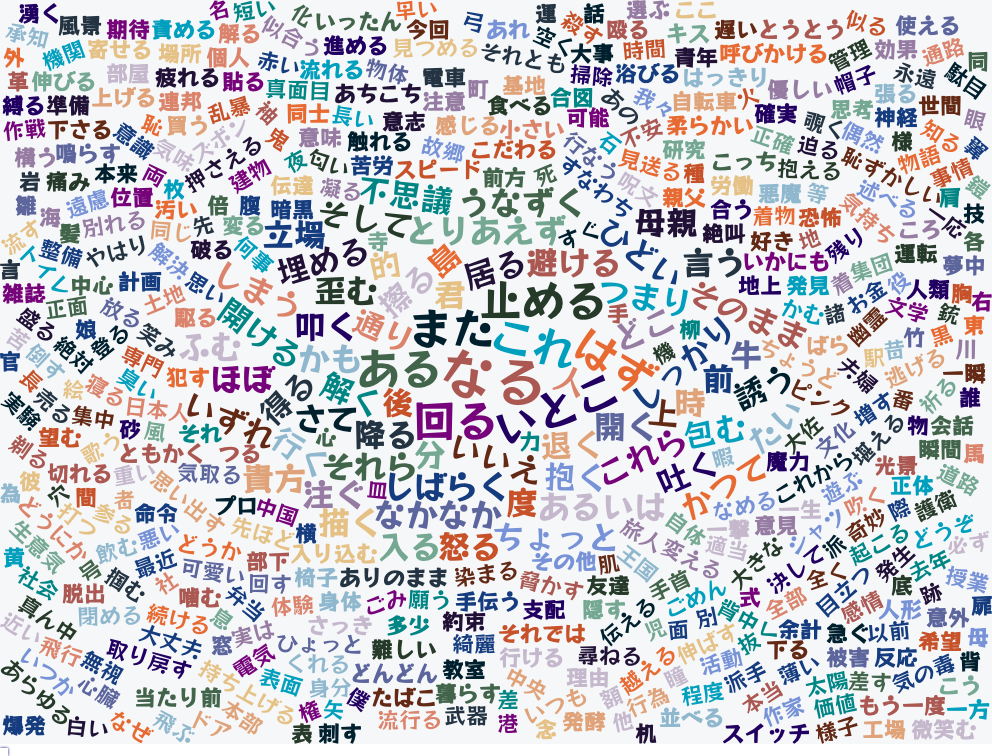 湧く 風景 期待 責める 名 短い 化 いったん 早い 今回 弓 あれ 運 話 選ぶ ここ
承知 機関 寄せる 場所 解る 似合う 進める 見つめる それとも 空く 殺す 殴る キス 遅い とうとう 似る 使える
外 個人 赤い 流れる 物体 電車 町 大事 時間 青年 呼びかける 管理 効果 通路 同
革 伸びる 部屋 疲れる 貼る 真面目 あちこち 注意 基地 掃除 浴びる はっきり 優しい 帽子 永遠 駄目
縛る 準備 上げる 連邦 乱暴 袖 同士 長い 意志 食べる 合図 あの 我々 自転車 火 確実 思考 張る 神経 世間 眼
作戦 下さる 意識 恥 買う 気味 ズボン 鬼 意味 触れる 感じる 小さい 可能 不安 柔らかい 正確 覗く 偶然 様 知る 撃
構う 鳴らす 押さえる 夜 匂い 苦労 故郷 こだわる 行なう 石 見送る 研究 種 こっち 迫る 抱える 恥ずかしい 物語 事情
岩 痛み 本来 両 枚 建物 伝達 凝る 不思議 スピード 前方 死 すなわち 呪文 親父 労働 悪魔 等 述べる 肩 鎧
雛 海 遠慮 位置 汚い 倍 腹 暗黒 そして うなずく 母親 合う 着物 恐怖 気持ち 一応 技
流す 髪 別れる 同じ 先 変る 立場 とりあえず すぐ ひどい 絶叫 好き 地 残り ころ 各
トイレ 整備 やはり 破る 何事 埋める 寺 的 島 居る 避ける 言う いかにも 着 集団 運転 夢中
言 雑誌 中心 計画 解決 思い しまう 歪む 撥る 君 止める つまり 手 そのまま 地上 発見 かむ 諸 お金 役 人類 胸 右
盛る 正面 放る 土地 駆る 開ける 叩く 通り また これ はず どこ 柳 幽霊 文学 銃 東
苦 倒す 娘 絶対 登る 笑み ふむ かも ある なる 人 機 つかり 牛 ちょうど ばら 駅 昔 竹 黒 川
官 長 売る 絵 寝る 臭い 専門 犯す ほぼ 得る 解く 後 いとこ し 前 誘う ピンク 夫婦 番 逃げる 一瞬
実験 集中 日本人 いずれ さて 降る 回る 開く 上 時 たい 大佐 文化 増す 祈る 誰
剃る 望む 歌う 砂 風 それ 行く 心 それら 分 いいえ 力 退く これら 包む 暇 魔力 これから 堪える 物 会話
彼 切れる ともかく つる 重い 気取る 貴方 注ぐ 皿 しばらく 抱く 吐く かつて なめる 一生 遊ぶ 光景 瞬間 馬
為 穴 間 者 思い出す プロ 中国 描く なかなか 度 あるいは 一撃 意見 シャツ 吹く 正体 道路
どうにか 打つ 参る 命令 先ほど 横 入る 怒る ちょっと 旅人 自体 適当 派 奇妙 際 護衛
黄 生意気 号 飲む 悪い どうか 部下 入り込む その他 肌 王国 変える 大きな 決して 起こる どうぞ 必ず
社会 脱出 掴む 最近 社 可愛い 回す 椅子 ありのまま 染まる 脅かす 友達 手首 ごめん 式 全く 目立つ 発生 底 去年 授業
真ん中 閉める 噛む 弁当 体験 身体 ごみ 願う 手伝う 支配 隠す 伝える 背中 全部 感情 人形 跡 意外 扉
近い 飛行 大丈夫 続ける 息 窓 実は さっき 多少 約束 それでは 児 面 別 抜く 余計 急ぐ 以前 希望 母
いつか 無視 取り戻す 電気 ひょっと 難しい 綺麗 行ける 尋ねる 越える 伸ばす 下る 被害 反応 気の毒 背
あらゆる 心臓 持ち上げる 表面 くれる 身分 どんどん 教室 中央 理由 額 瞳 活動 派手 薄い 太陽 差す こう
当たり前 本部 権 矢 僕 たばこ 暮らす 差 いつも 行為 程度 本当 作家 価値 もう一度 一方
爆発 白い なぜ 飛ぶ ドア 表 刺す 流行る 武器 港 念 発酵 他 机 並べる スイッチ 様子 工場 微笑む